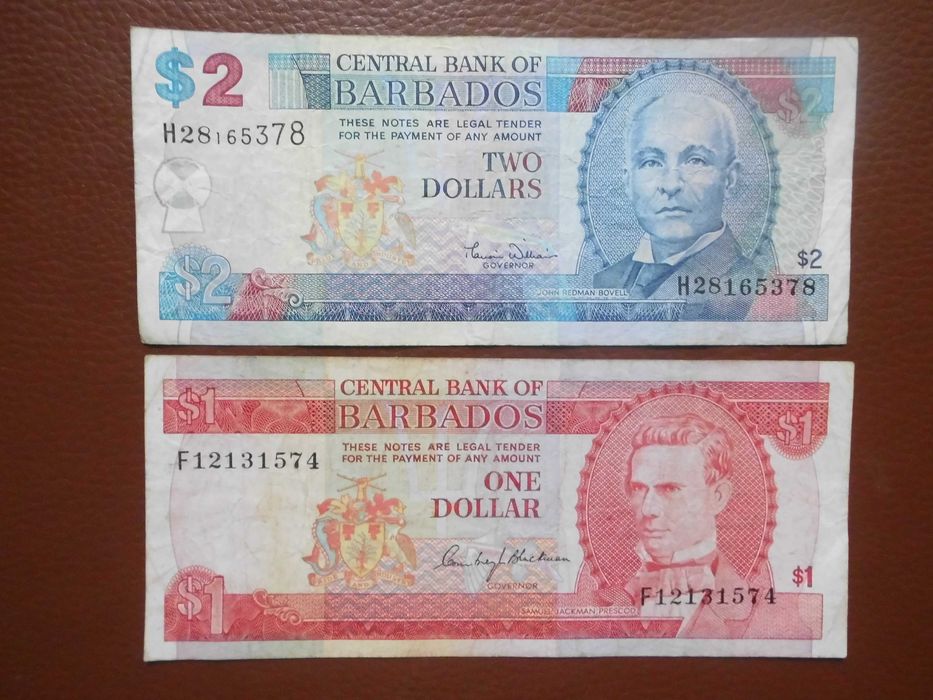 $2
CENTRAL BANK OF
BARBADOS
$2
H28165378
THESE NOTES ARE LEGAL TENDER
FOR THE PAYMENT OF ANY AMOUNT
TWO
DOLLARS
GOVERNOR
$2
$2
JOHN REDMAN BOVELL
H28165378
$1
CENTRAL BANK OF
BARBADOS
$1
THESE NOTES ARE LEGAL TENDER
FOR THE PAYMENT OF ANY AMOUNT
F12131574
ONE
DOLLAR
GOVERNOR
$1
$1
SAMUEL JACKMAN PRESCOD
F12131574